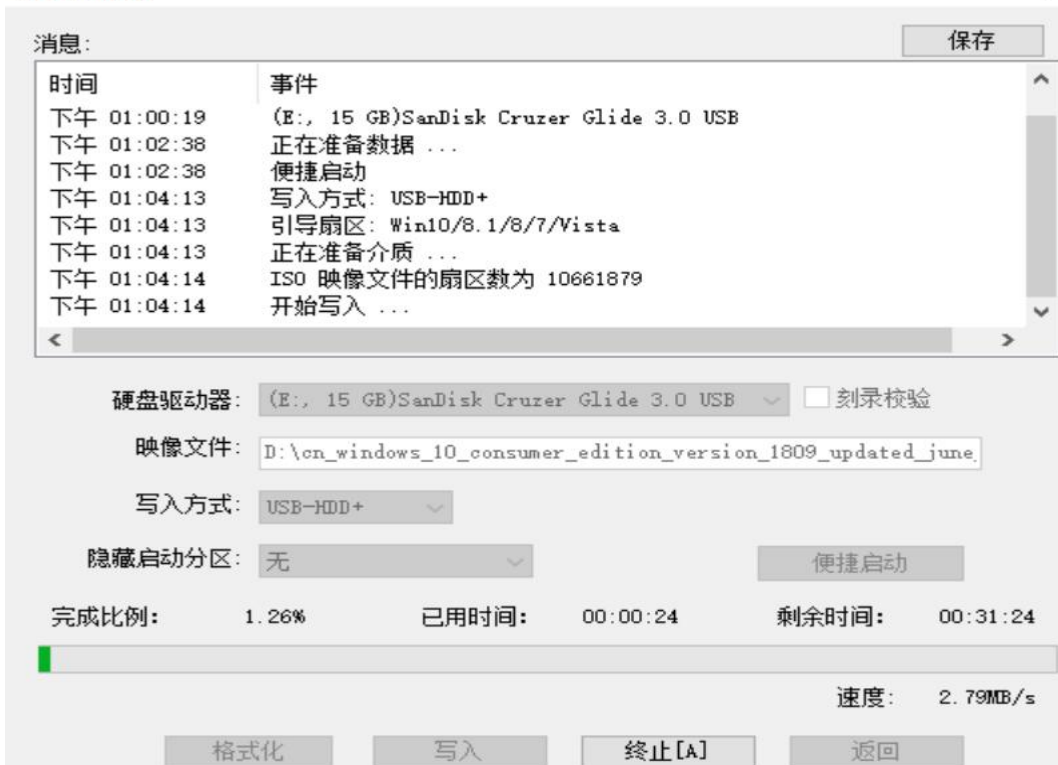 消息:
保存
时间 事件
下午 01:00:19 (E:, 15 GB)SanDisk Cruzer Glide 3.0 USB
下午 01:02:38 正在准备数据 ...
下午 01:02:38 便捷启动
下午 01:04:13 写入方式: USB-HDD+
下午 01:04:13 引导扇区: Win10/8.1/8/7/Vista
下午 01:04:13 正在准备介质 ...
下午 01:04:14 ISO 映像文件的扇区数为 10661879
下午 01:04:14 开始写入 ...
硬盘驱动器: (E:, 15 GB)SanDisk Cruzer Glide 3.0 USB 刻录校验
映像文件: D:\cn_windows_10_consumer_edition_version_1809_updated_june_
写入方式: USB-HDD+
隐藏启动分区: 无 便捷启动
完成比例: 1.26% 已用时间: 00:00:24 剩余时间: 00:31:24
速度: 2.79MB/s
格式化 写入 终止[A] 返回